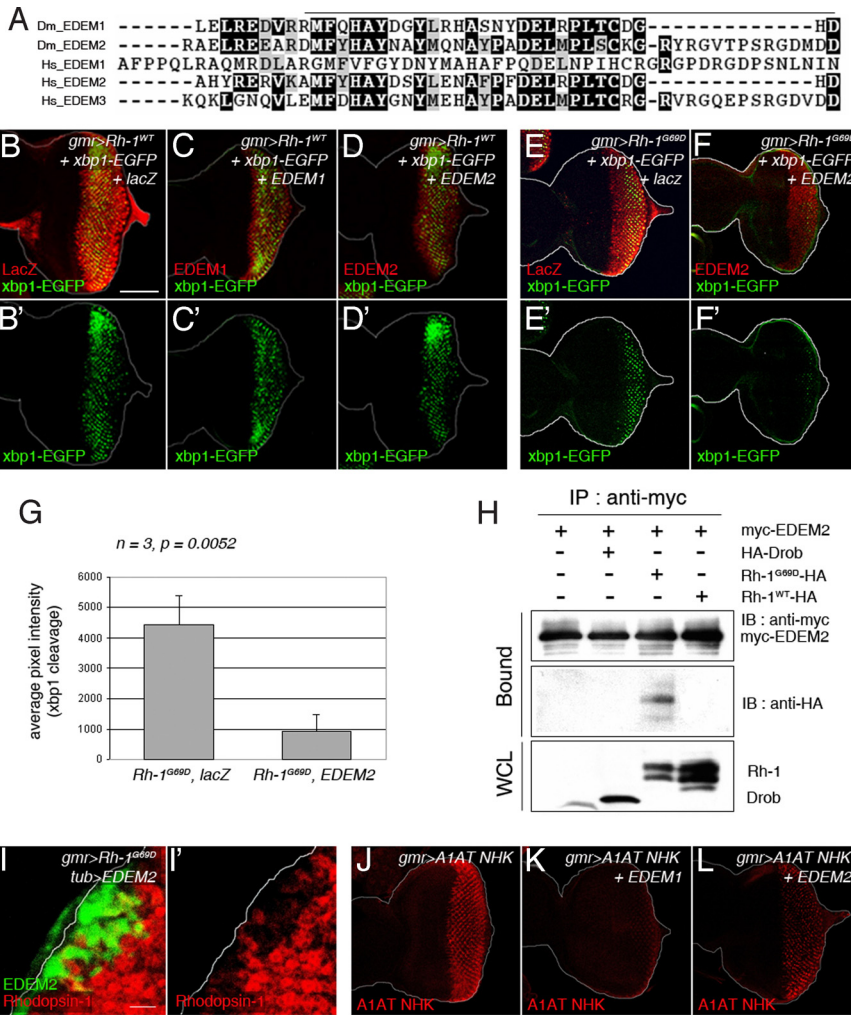 A
Dm_EDEM1 ------LELREDVRRMFQHAYDGYLRHASNYDELRPLTCDG------------------HD
Dm_EDEM2 -----RAELREEARDMFYHAYNAYMQNAYPADELMPLSCKG-RYRGVTPSRGDMDD
Hs_EDEM1 AFPPQLRAQMRDLARGMFVFGYDNYMAHAFPQDELNPIHCRGRGPDRGDPSNLNIN
Hs_EDEM2 -----AHYRERVKAMFYHAYDSYLENAFPFDELRPLTCDG------------------HD
Hs_EDEM3 -----KQKLGNQVLEMFDHAYGNYMEHAYPADELMPLTCRG-RVRGQEPSRGDVDD
B gmr>Rh-1WT + xbp1-EGFP + lacZ
LacZ
xbp1-EGFP
C gmr>Rh-1WT + xbp1-EGFP + EDEM1
EDEM1
xbp1-EGFP
D gmr>Rh-1WT + xbp1-EGFP + EDEM2
EDEM2
xbp1-EGFP
E gmr>Rh-1G69D + xbp1-EGFP + lacZ
LacZ
xbp1-EGFP
F gmr>Rh-1G69D + xbp1-EGFP + EDEM2
EDEM2
xbp1-EGFP
B'
xbp1-EGFP
C'
xbp1-EGFP
D'
xbp1-EGFP
E'
xbp1-EGFP
F'
xbp1-EGFP
G
n = 3, p = 0.0052
average pixel intensity
(xbp1 cleavage)
6000
5000
4000
3000
2000
1000
0
Rh-1G69D, lacZ Rh-1G69D, EDEM2
H
IP : anti-myc
+ + + + myc-EDEM2
- + - - HA-Drob
- - + - Rh-1G69D-HA
- - - + Rh-1WT-HA
Bound
IB : anti-myc
myc-EDEM2
IB : anti-HA
WCL
Rh-1
Drob
I gmr>Rh-1G69D
tub>EDEM2
EDEM2
Rhodopsin-1
I'
Rhodopsin-1
J gmr>A1AT NHK
A1AT NHK
K gmr>A1AT NHK
+ EDEM1
A1AT NHK
L gmr>A1AT NHK
+ EDEM2
A1AT NHK